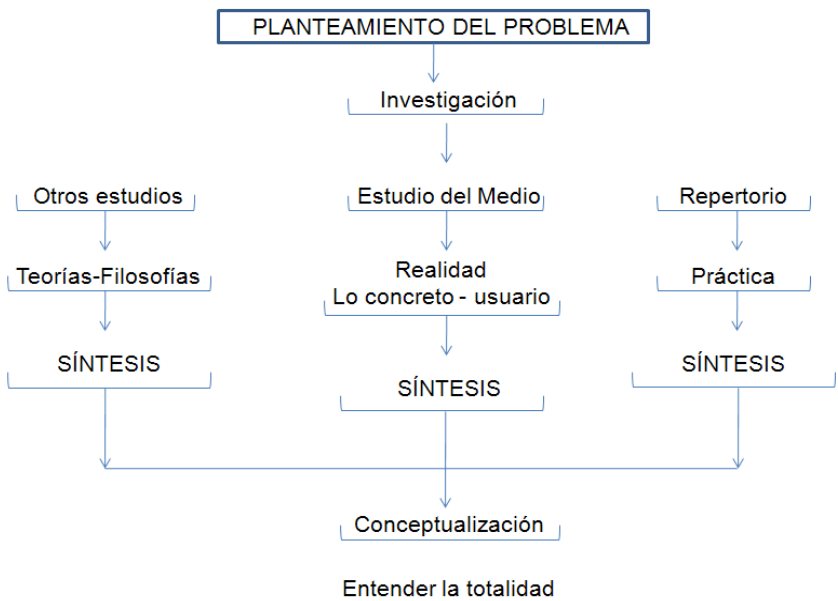 PLANTEAMIENTO DEL PROBLEMA
Investigación
Otros estudios
Estudio del Medio
Repertorio
Teorías-Filosofías
Realidad
Lo concreto - usuario
Práctica
SÍNTESIS
SÍNTESIS
SÍNTESIS
Conceptualización
Entender la totalidad